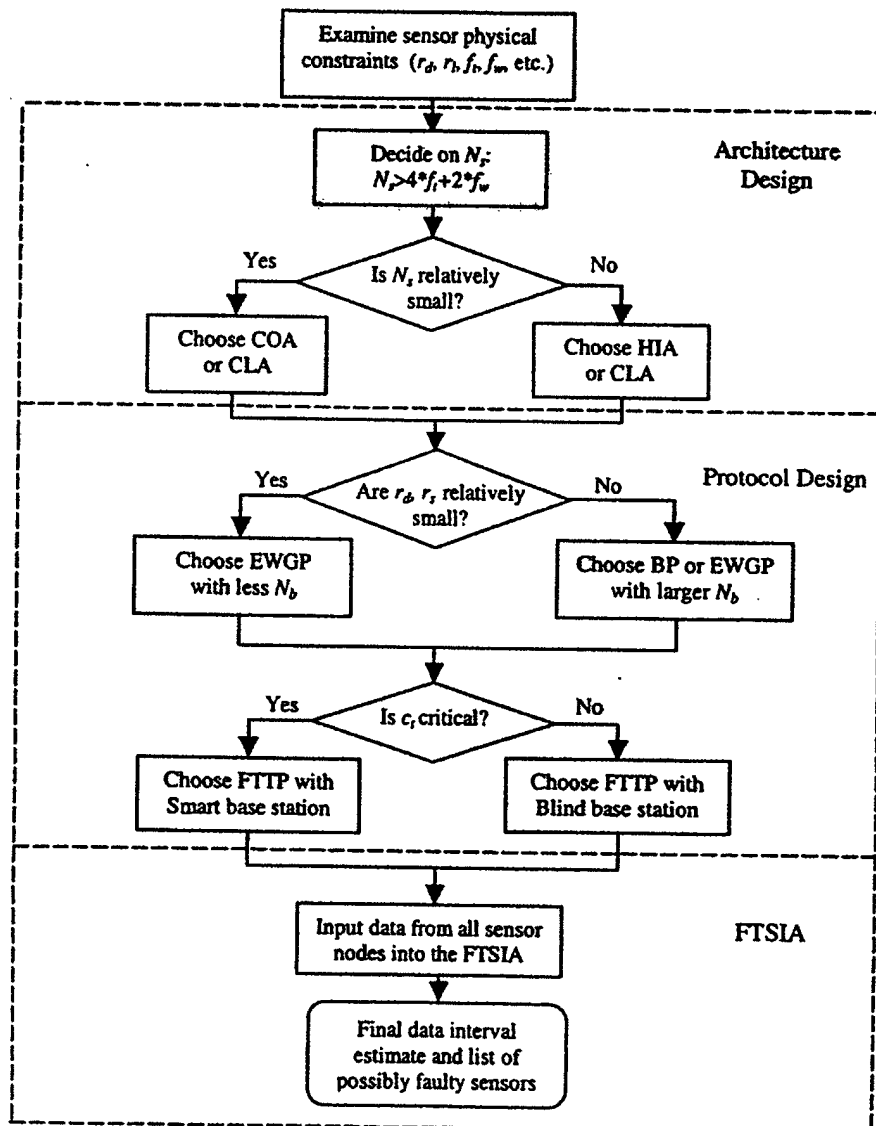 Examine sensor physical
constraints (r_d, r_l, f_t, f_w, etc.)
Architecture
Design
Decide on N_s:
N_s>4*f_t+2*f_w
Is N_s relatively
small?
Yes
No
Choose COA
or CLA
Choose HIA
or CLA
Protocol Design
Are r_d, r_s relatively
small?
Yes
No
Choose EWGP
with less N_b
Choose BP or EWGP
with larger N_b
Is c_t critical?
Yes
No
Choose FTTP with
Smart base station
Choose FTTP with
Blind base station
FTSIA
Input data from all sensor
nodes into the FTSIA
Final data interval
estimate and list of
possibly faulty sensors